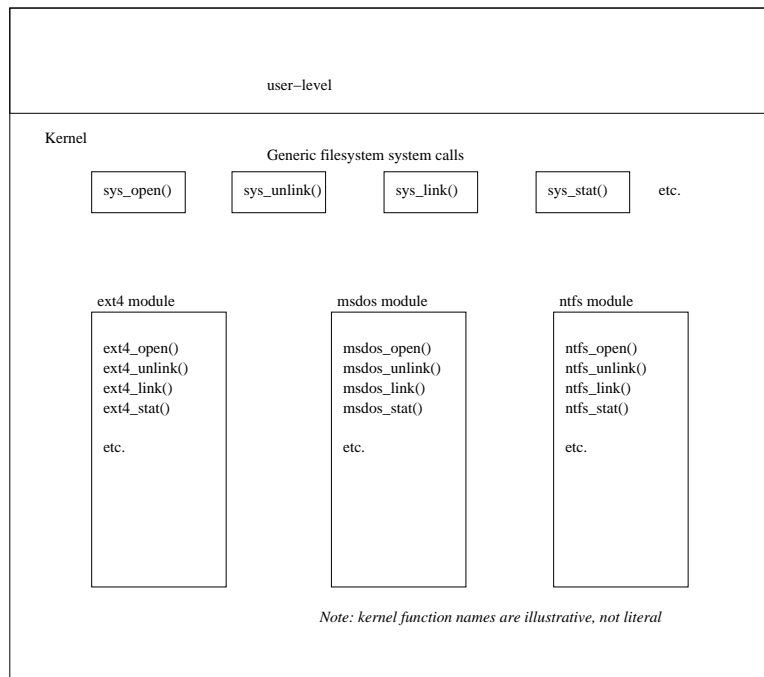 user–level
Kernel
Generic filesystem system calls
sys_open()
sys_unlink()
sys_link()
sys_stat()
etc.
ext4 module
ext4_open()
ext4_unlink()
ext4_link()
ext4_stat()
etc.
msdos module
msdos_open()
msdos_unlink()
msdos_link()
msdos_stat()
etc.
ntfs module
ntfs_open()
ntfs_unlink()
ntfs_link()
ntfs_stat()
etc.
Note: kernel function names are illustrative, not literal